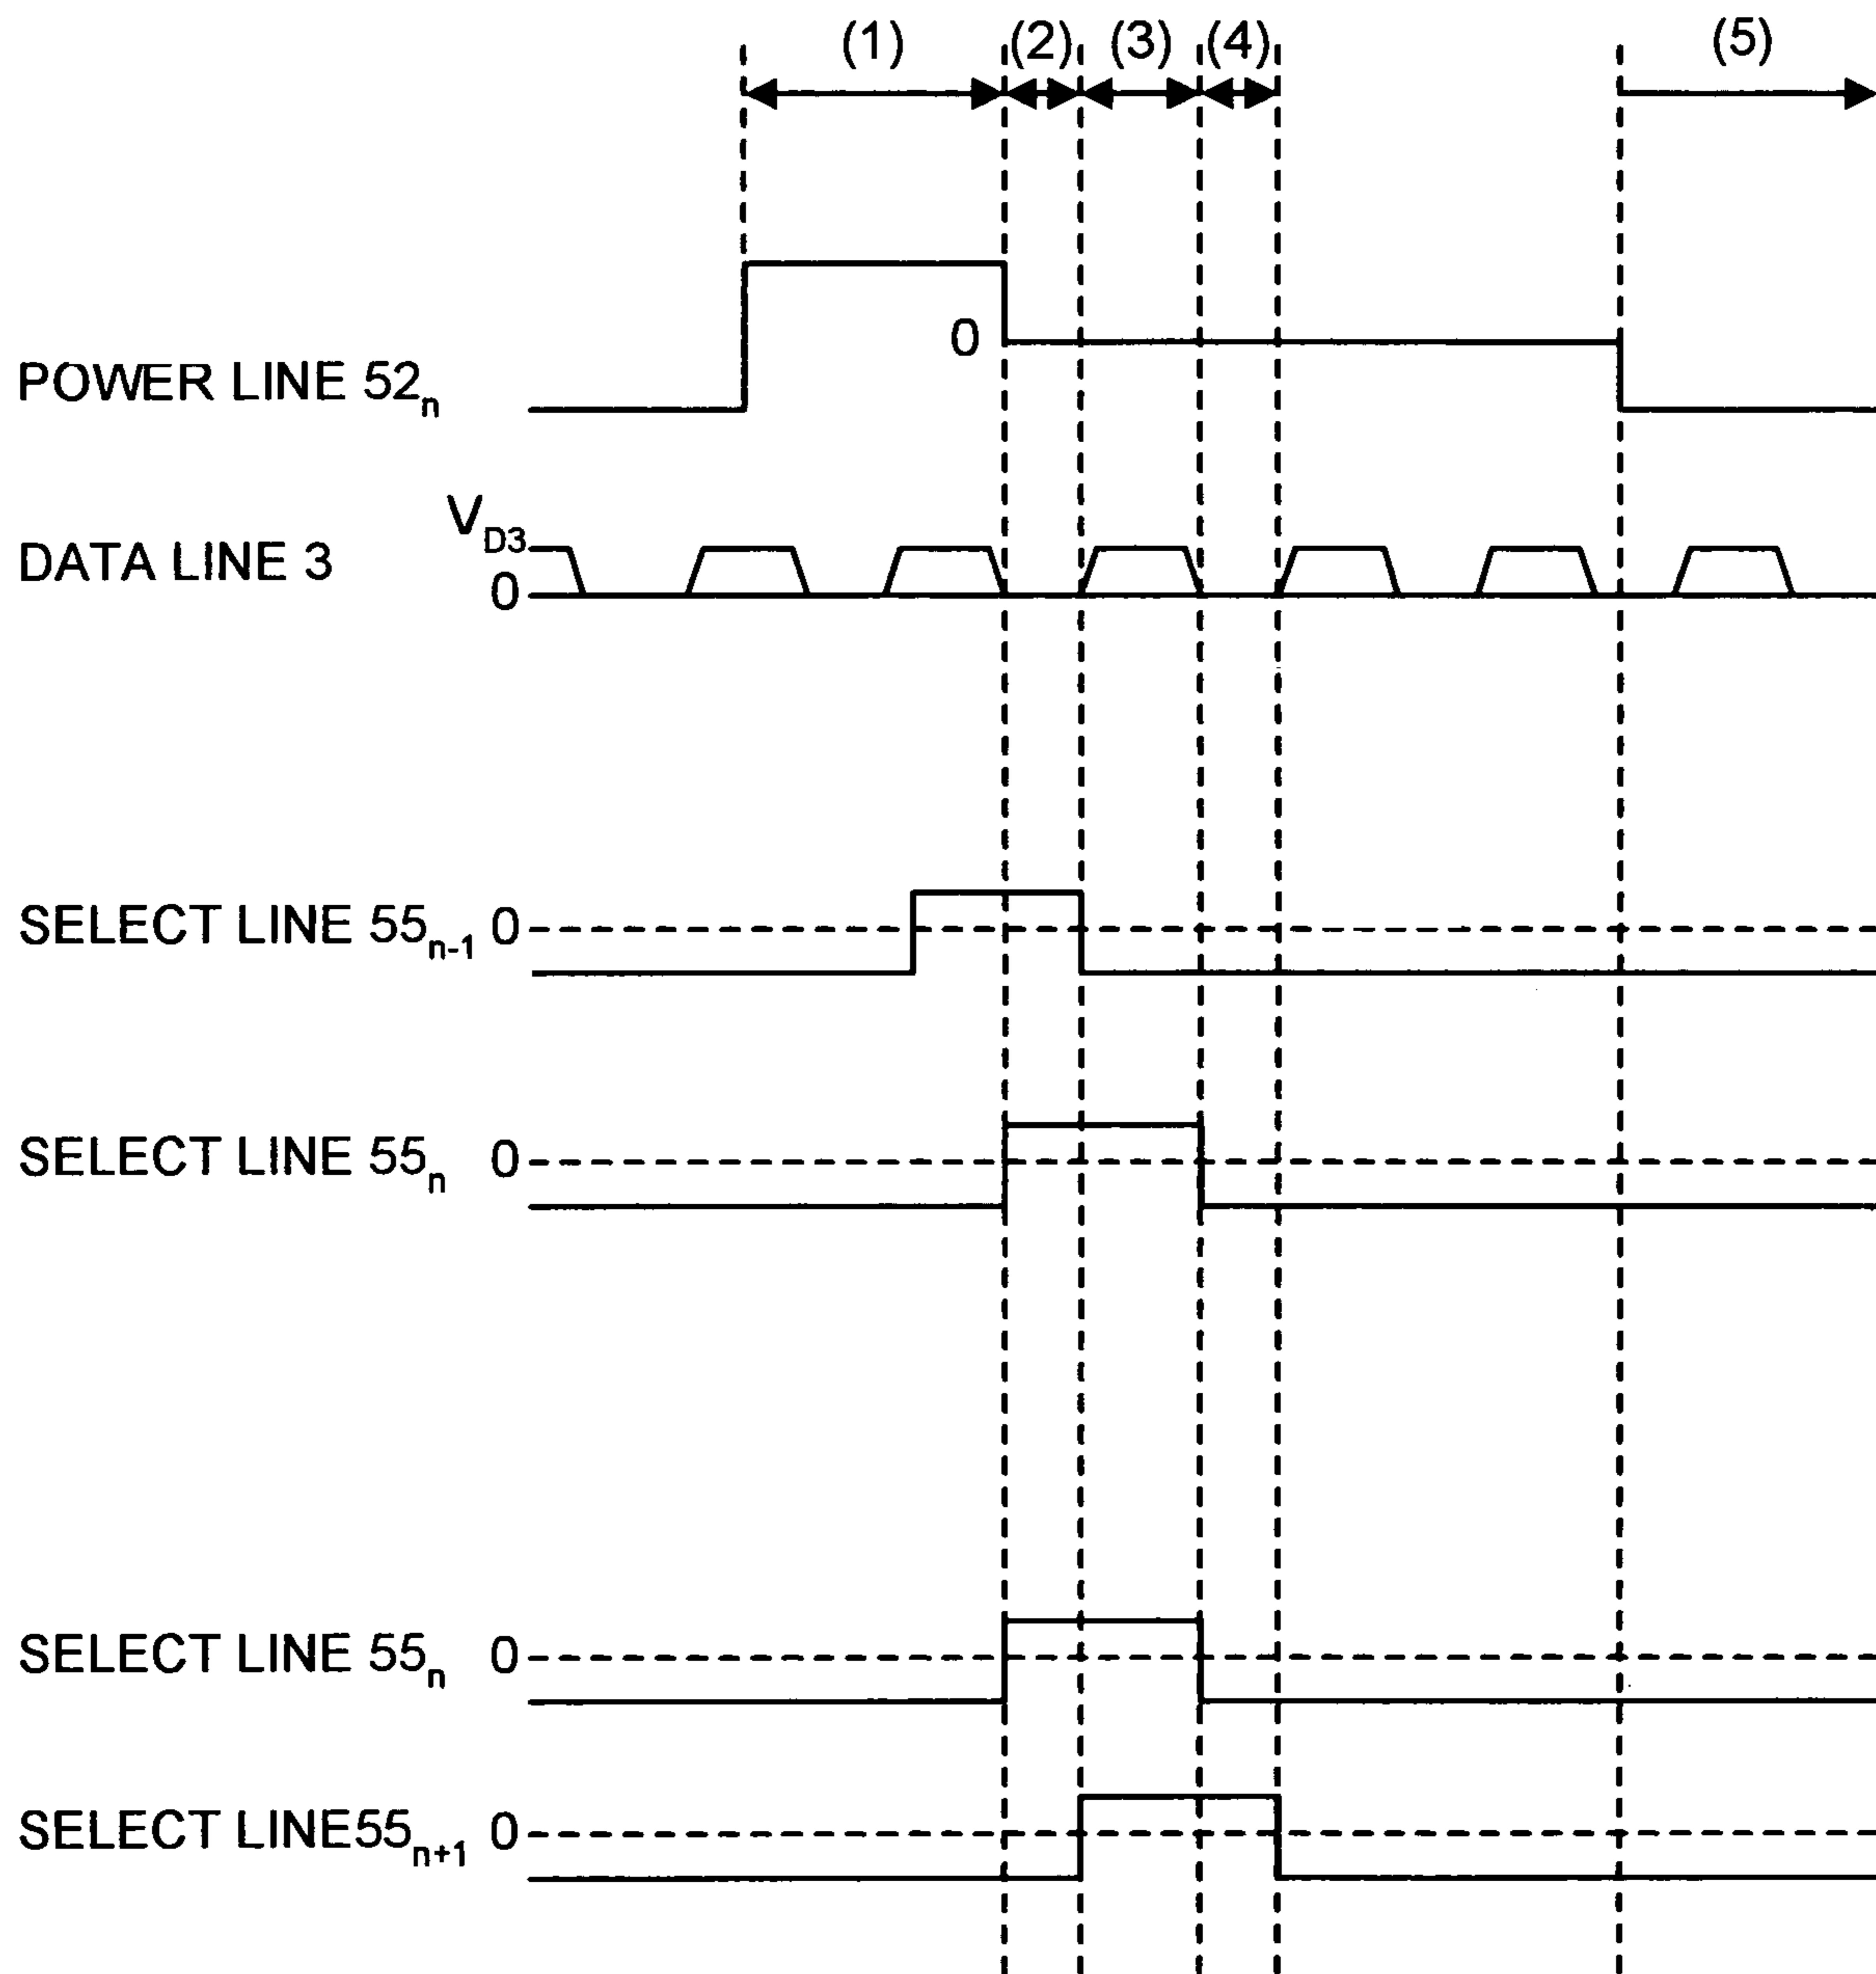 (1) (2) (3) (4) (5)
0
POWER LINE 52n
VD3
DATA LINE 3
0
SELECT LINE 55n-1 0
SELECT LINE 55n 0
SELECT LINE 55n 0
SELECT LINE55n+1 0